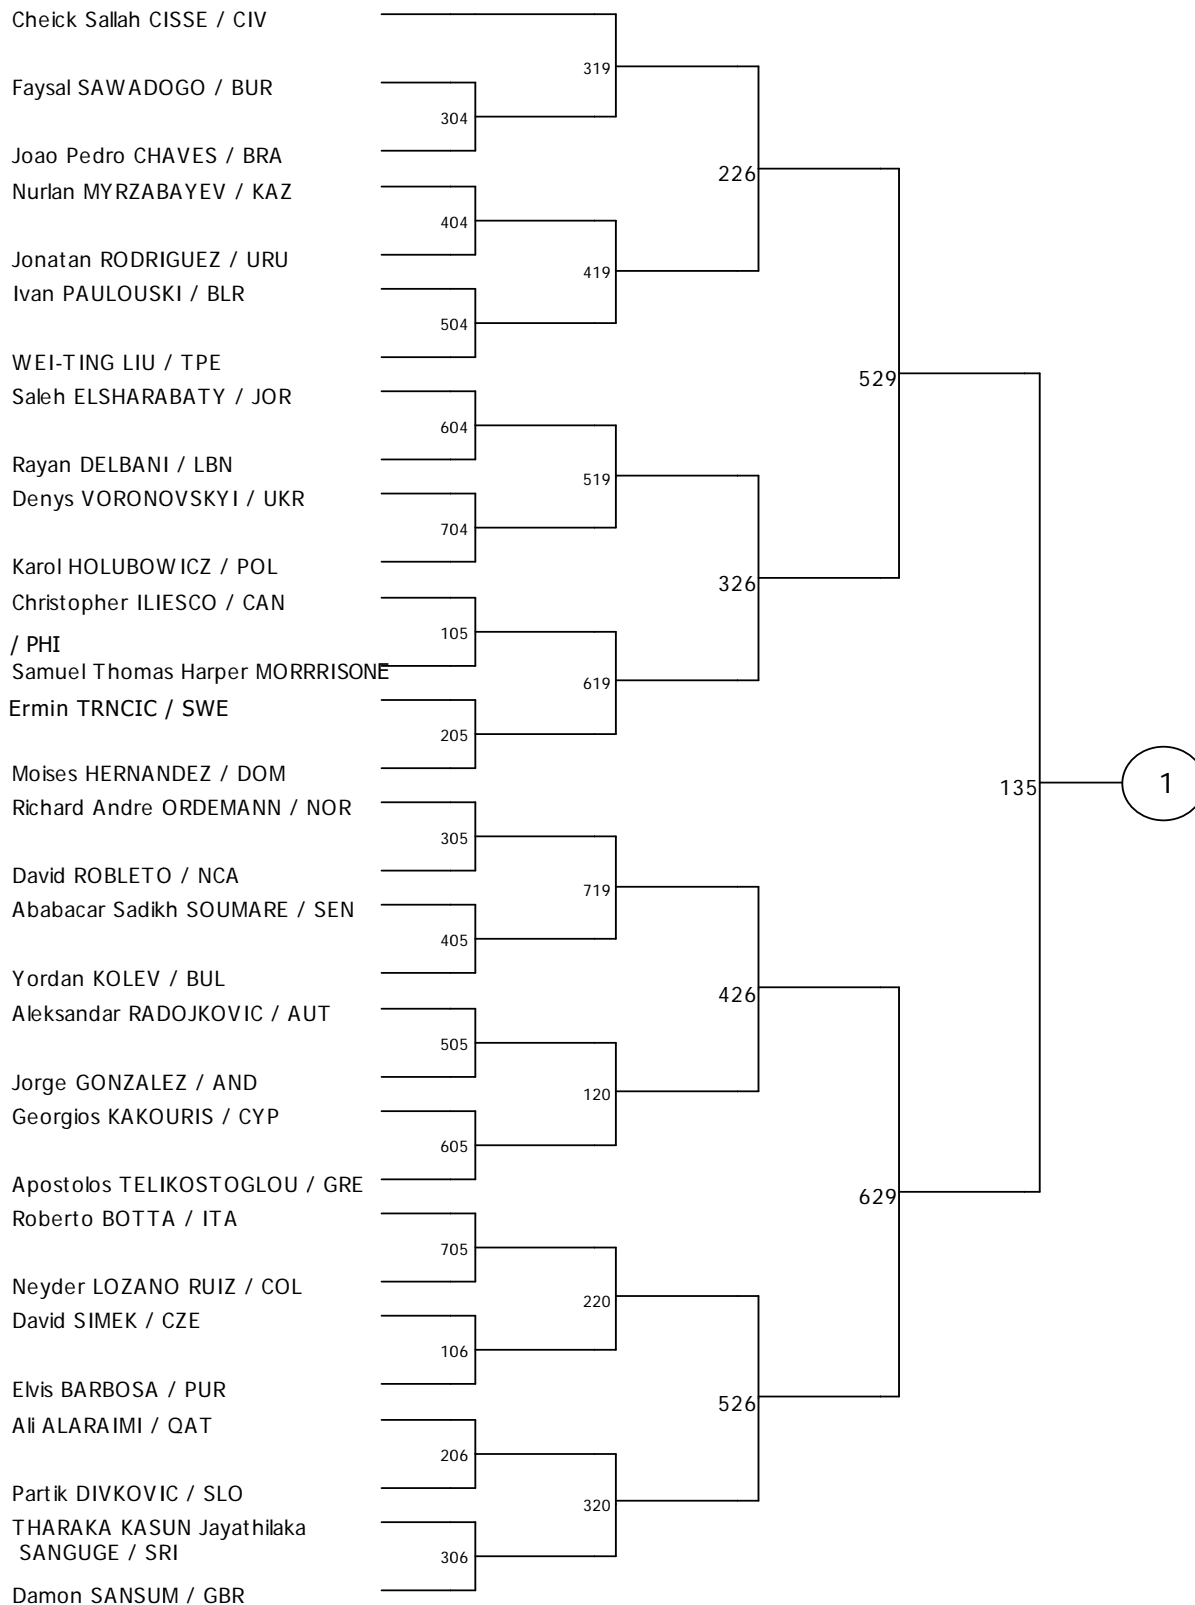 Cheick Sallah CISSE / CIV
319
Faysal SAWADOGO / BUR
304
Joao Pedro CHAVES / BRA
226
Nurlan MYRZABAYEV / KAZ
404
Jonatan RODRIGUEZ / URU
419
Ivan PAULOUSKI / BLR
504
WEI-TING LIU / TPE
529
Saleh ELSHARABATY / JOR
604
Rayan DELBANI / LBN
519
Denys VORONOVSKYI / UKR
704
Karol HOLUBOWICZ / POL
326
Christopher ILIESCO / CAN
105
/ PHI
Samuel Thomas Harper MORRRISONE
619
Ermin TRNCIC / SWE
205
Moises HERNANDEZ / DOM
135
1
Richard Andre ORDEMANN / NOR
305
David ROBLETO / NCA
719
Ababacar Sadikh SOUMARE / SEN
405
Yordan KOLEV / BUL
426
Aleksandar RADOJKOVIC / AUT
505
Jorge GONZALEZ / AND
120
Georgios KAKOURIS / CYP
605
Apostolos TELIKOSTOGLOU / GRE
629
Roberto BOTTA / ITA
705
Neyder LOZANO RUIZ / COL
220
David SIMEK / CZE
106
Elvis BARBOSA / PUR
526
Ali ALARAIMI / QAT
206
Partik DIVKOVIC / SLO
320
THARAKA KASUN Jayathilaka
SANGUGE / SRI
306
Damon SANSUM / GBR